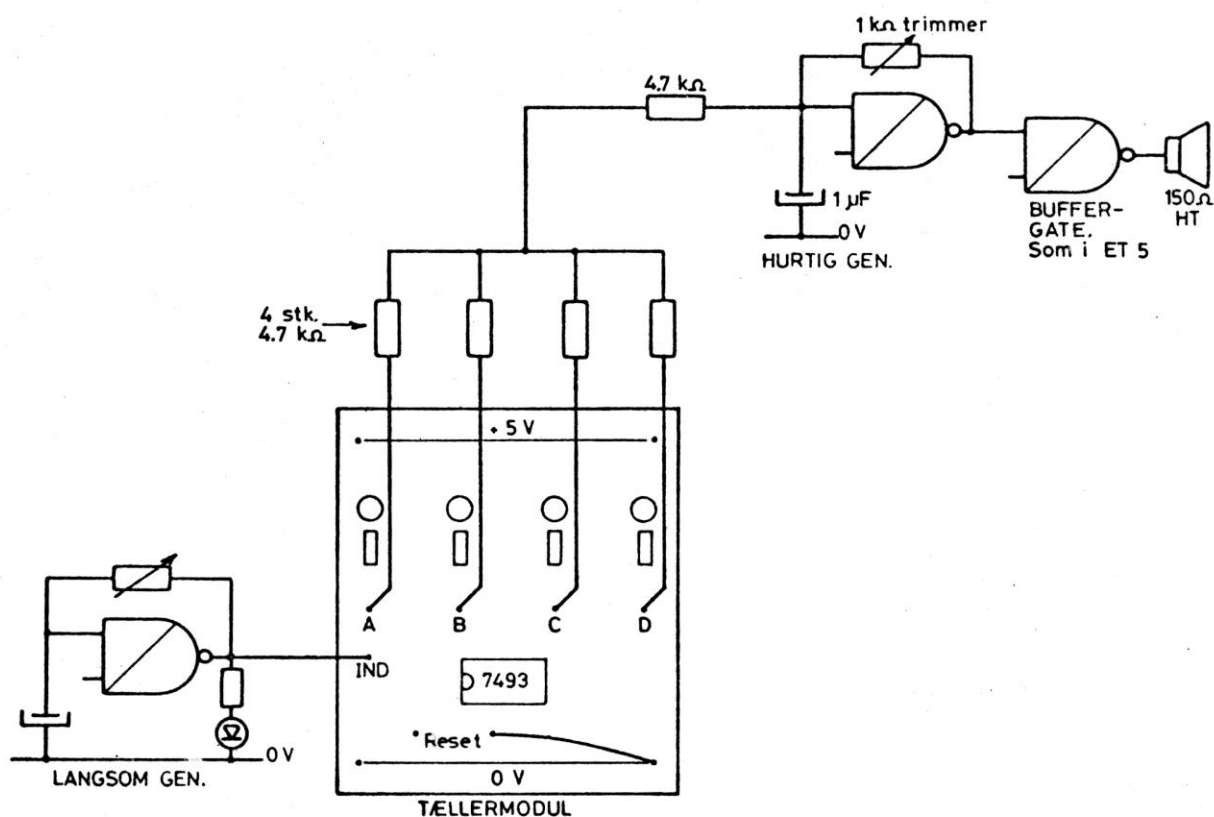 1 kΩ trimmer
4.7 kΩ
1 µF
0 V
HURTIG GEN.
BUFFER-
GATE.
Som i ET 5
150Ω
HT
4 stk.
4.7 kΩ
+ 5 V
A
B
C
D
IND
7493
Reset
0 V
TÆLLERMODUL
0 V
LANGSOM GEN.